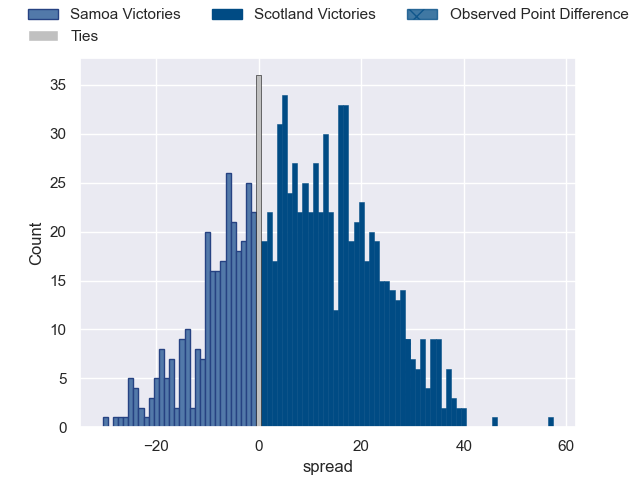 Samoa Victories Scotland Victories Observed Point Difference
Ties
35
30
25
20
15
10
5
0
Count
−20 0 20 40 60
spread